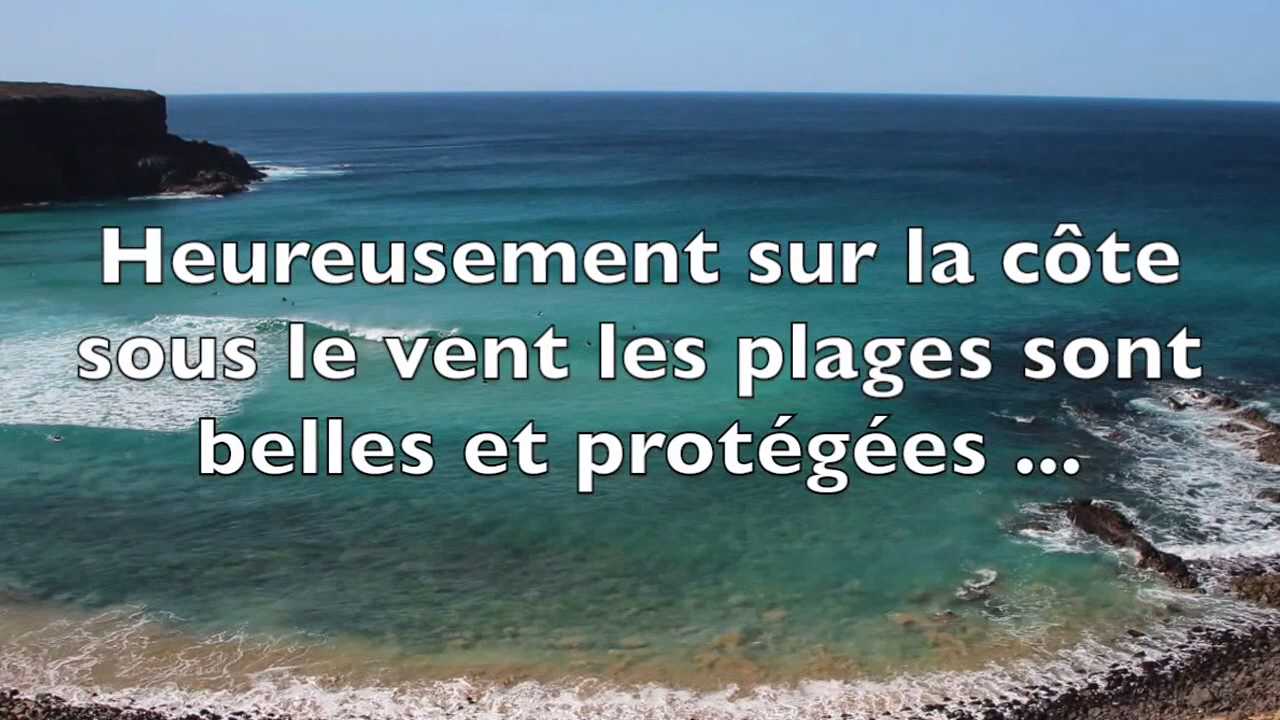 Heureusement sur la côte
sous le vent les plages sont
belles et protégées ...